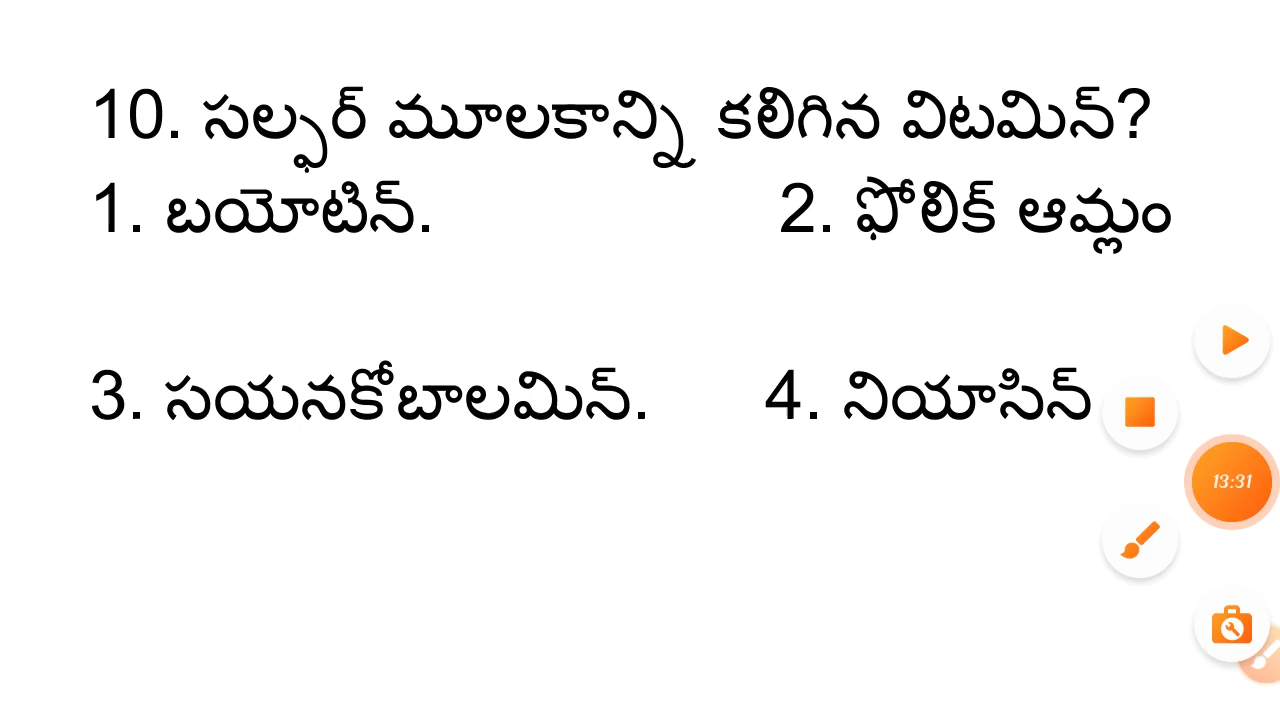 10. సల్ఫర్ మూలకాన్ని కలిగిన విటమిన్?
1. బయోటిన్. 2. ఫోలిక్ ఆమ్లం
3. సయనకోబాలమిన్. 4. నియాసిన్
13:31